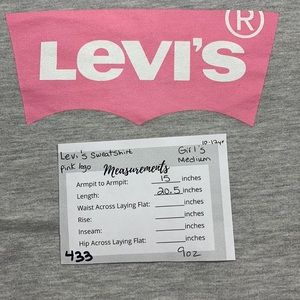 LEVI'S®
Levi's Sweatshirt Girl's 10-12yr
Pink logo Medium
Measurements
Armpit to Armpit: 15 inches
Length: 20.5 inches
Waist Across Laying Flat: inches
Rise: inches
Inseam: inches
Hip Across Laying Flat: inches
433 9oz